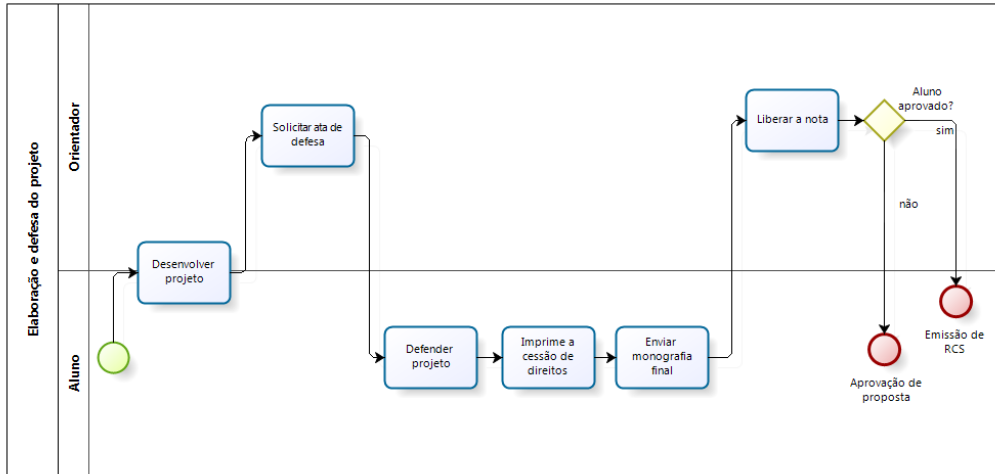 Elaboração e defesa do projeto
Orientador
Aluno
Desenvolver
projeto
Solicitar ata de
defesa
Defender
projeto
Imprime a
cessão de
direitos
Enviar
monografia
final
Liberar a nota
Aluno
aprovado?
sim
não
Emissão de
RCS
Aprovação de
proposta